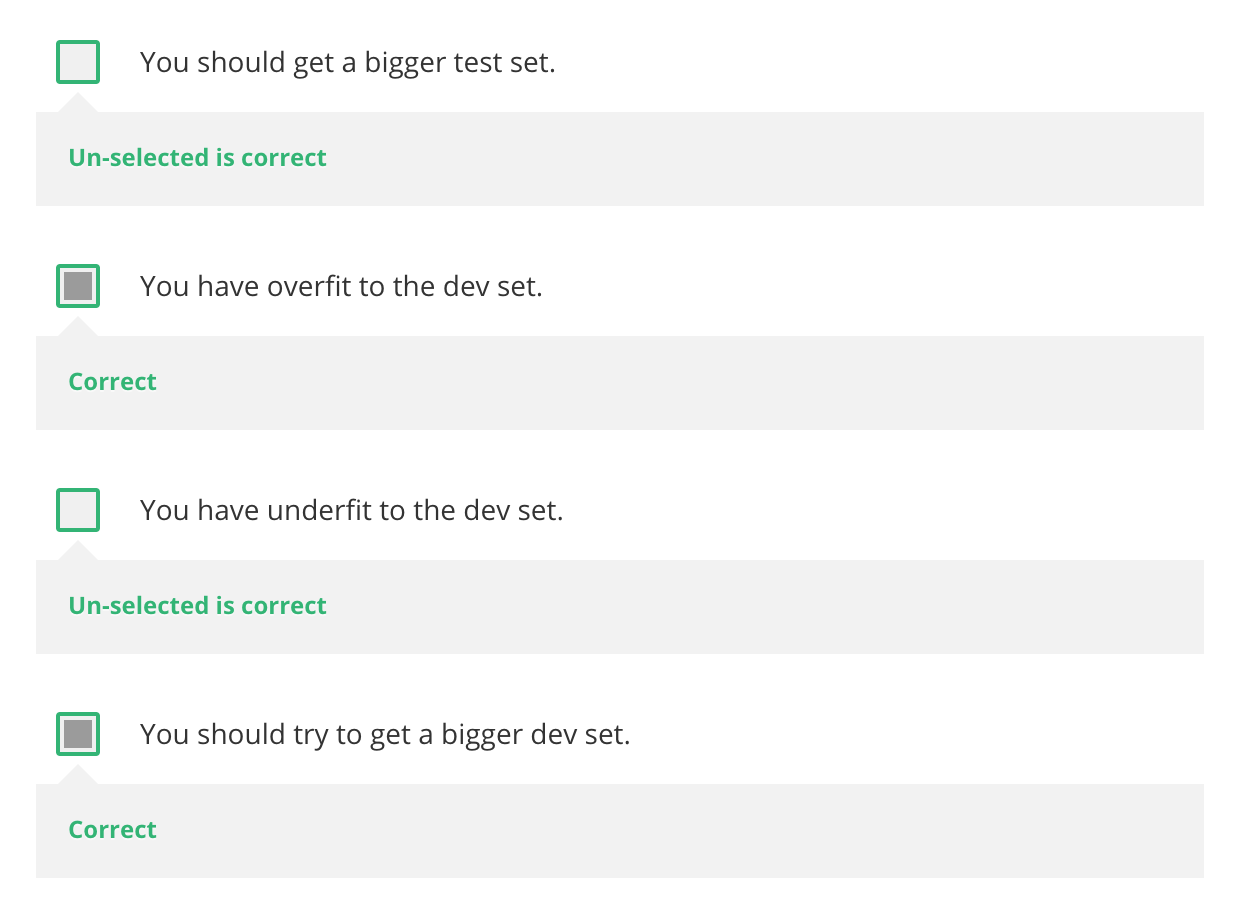 You should get a bigger test set.
Un-selected is correct
You have overfit to the dev set.
Correct
You have underfit to the dev set.
Un-selected is correct
You should try to get a bigger dev set.
Correct